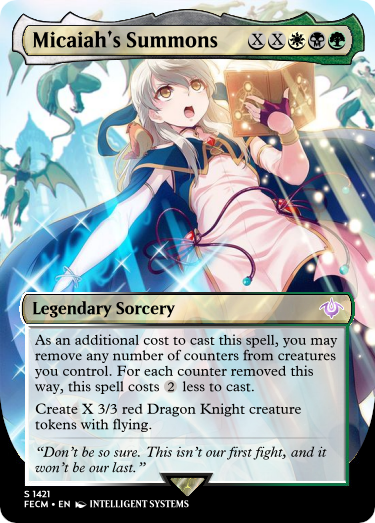 Micaiah's Summons X X
Legendary Sorcery
As an additional cost to cast this spell, you may
remove any number of counters from creatures
you control. For each counter removed this
way, this spell costs 2 less to cast.
Create X 3/3 red Dragon Knight creature
tokens with flying.
“Don’t be so sure. This isn’t our first fight, and it
won’t be our last.”
S 1421
FECM • EN INTELLIGENT SYSTEMS